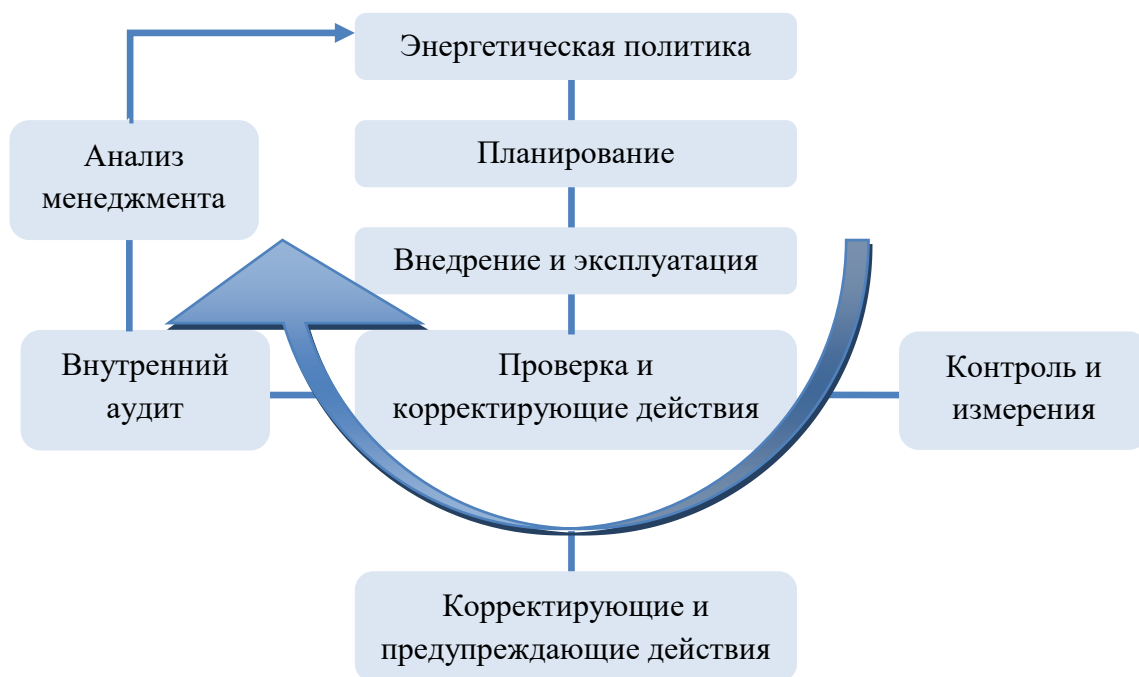 Энергетическая политика
Анализ
менеджмента
Планирование
Внедрение и эксплуатация
Внутренний
аудит
Проверка и
корректирующие действия
Контроль и
измерения
Корректирующие и
предупреждающие действия